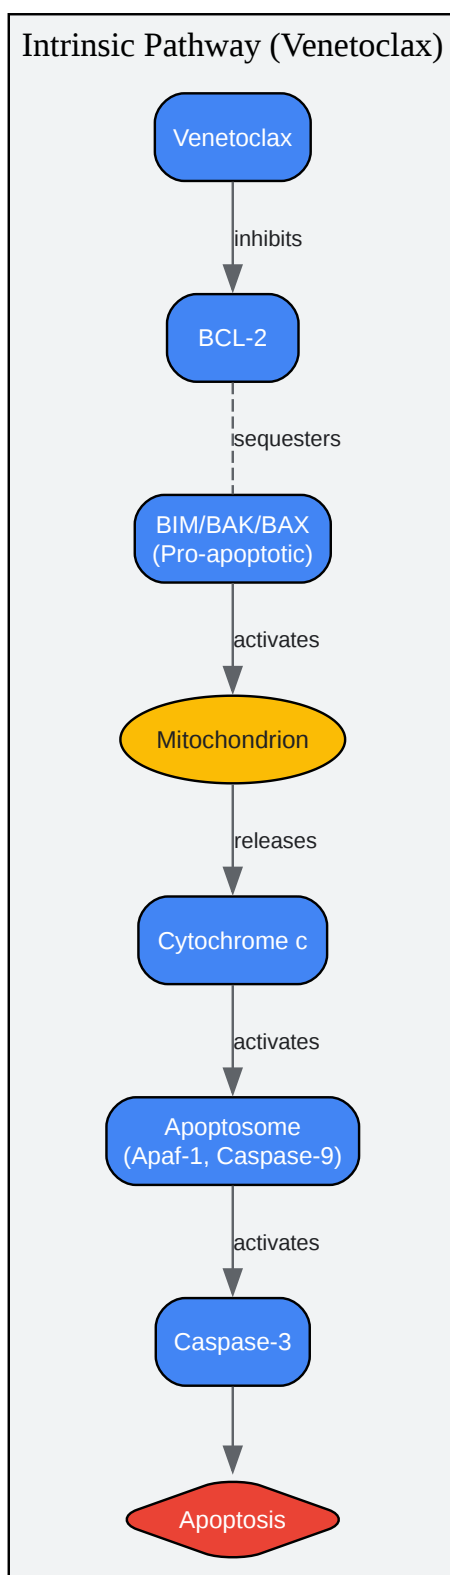 Intrinsic Pathway (Venetoclax)
Venetoclax
inhibits
BCL-2
sequesters
BIM/BAK/BAX
(Pro-apoptotic)
activates
Mitochondrion
releases
Cytochrome c
activates
Apoptosome
(Apaf-1, Caspase-9)
activates
Caspase-3
Apoptosis